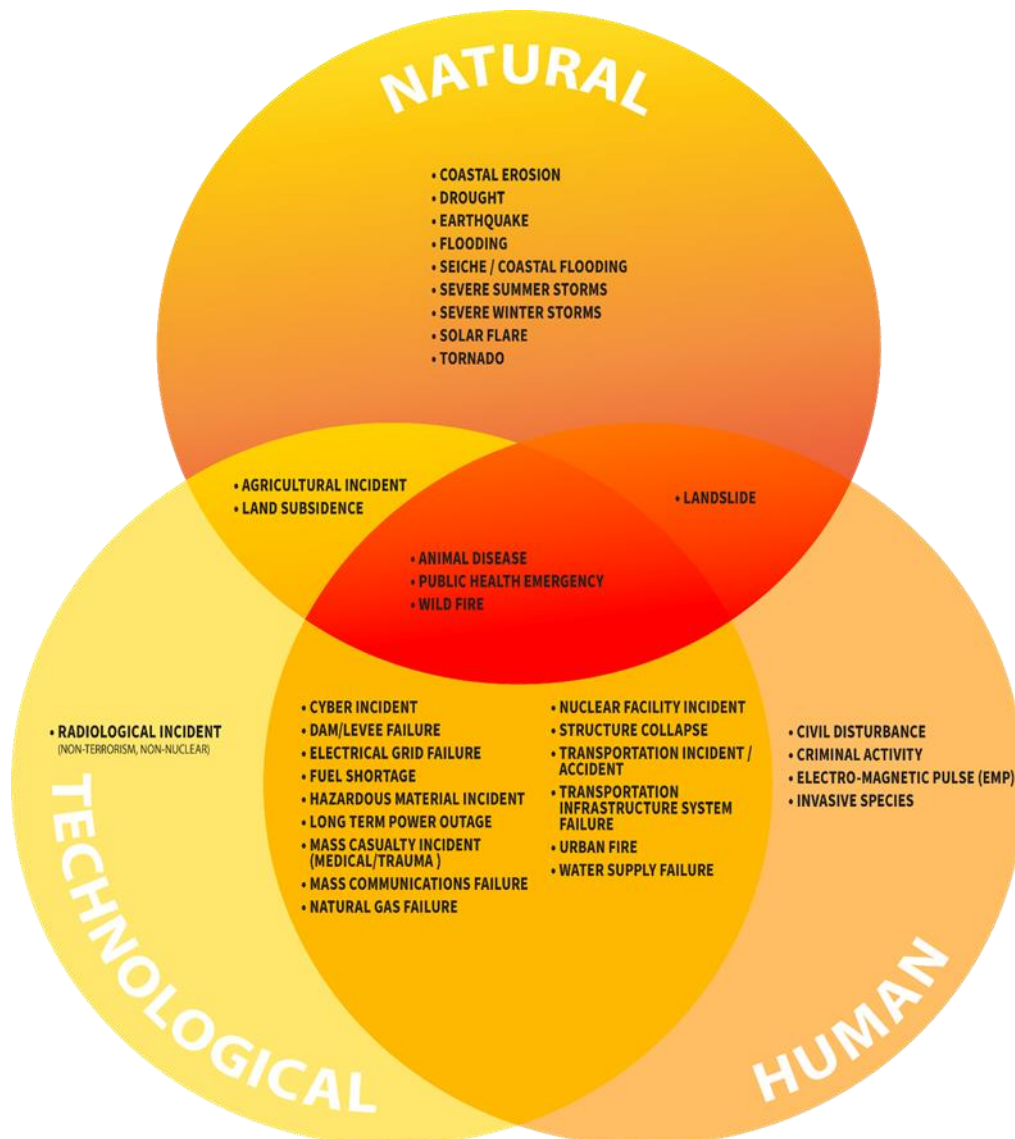 NATURAL
• COASTAL EROSION
• DROUGHT
• EARTHQUAKE
• FLOODING
• SEICHE / COASTAL FLOODING
• SEVERE SUMMER STORMS
• SEVERE WINTER STORMS
• SOLAR FLARE
• TORNADO
• AGRICULTURAL INCIDENT
• LAND SUBSIDENCE
• LANDSLIDE
• ANIMAL DISEASE
• PUBLIC HEALTH EMERGENCY
• WILD FIRE
• RADIOLOGICAL INCIDENT
(NON-TERRORISM, NON-NUCLEAR)
• CYBER INCIDENT
• DAM/LEVEE FAILURE
• ELECTRICAL GRID FAILURE
• FUEL SHORTAGE
• HAZARDOUS MATERIAL INCIDENT
• LONG TERM POWER OUTAGE
• MASS CASUALTY INCIDENT
(MEDICAL/TRAUMA )
• MASS COMMUNICATIONS FAILURE
• NATURAL GAS FAILURE
• NUCLEAR FACILITY INCIDENT
• STRUCTURE COLLAPSE
• TRANSPORTATION INCIDENT /
ACCIDENT
• TRANSPORTATION
INFRASTRUCTURE SYSTEM
FAILURE
• URBAN FIRE
• WATER SUPPLY FAILURE
• CIVIL DISTURBANCE
• CRIMINAL ACTIVITY
• ELECTRO-MAGNETIC PULSE (EMP)
• INVASIVE SPECIES
TECHNOLOGICAL
HUMAN